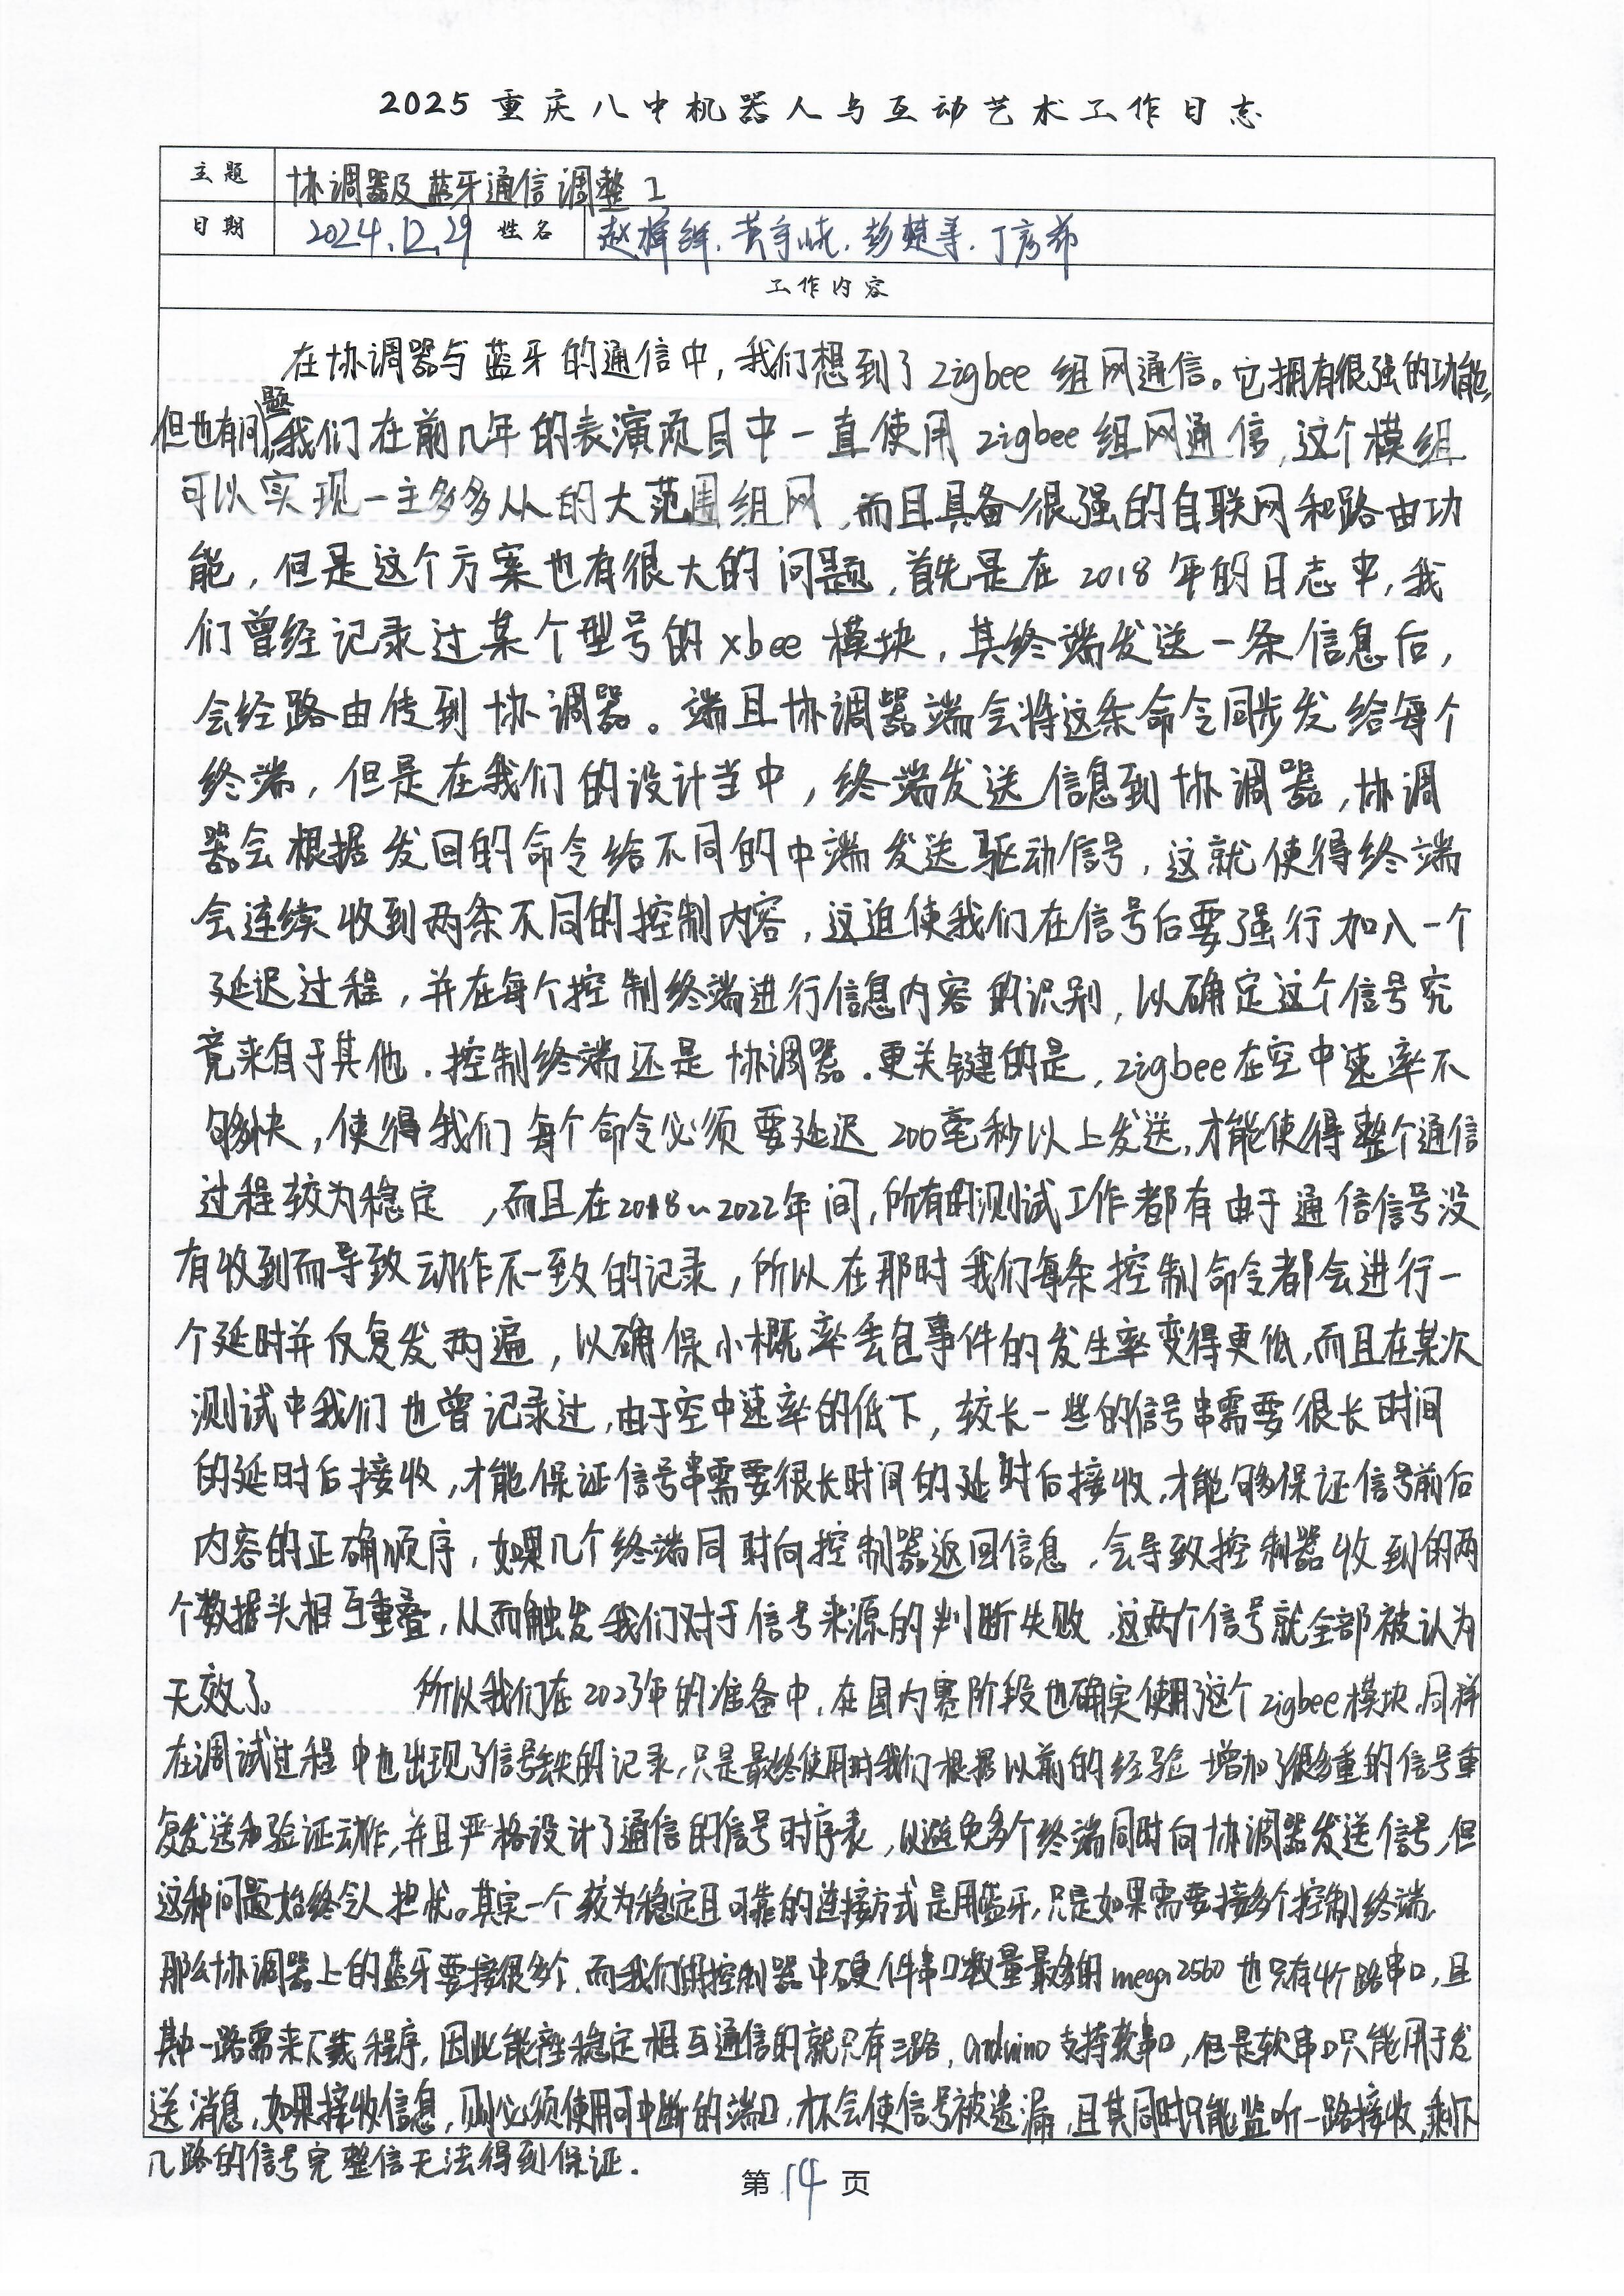 2025 重庆八中机器人与互动艺术工作日志
主题 协调器及蓝牙通信调整 1
日期 2024.12.29 姓名 赵 黄 彭楚 丁彦希
工作内容
在协调器与蓝牙的通信中，我们想到了 zigbee 组网通信。它拥有很强的功能，
但也有问题，我们在前几年的表演项目中一直使用 zigbee 组网通信，这个模组
可以实现一主多多从的大范围组网，而且具备很强的自联网和路由功
能，但是这个方案也有很大的问题，首先是在 2018 年的日志中，我
们曾经记录过某个型号的 xbee 模块，其终端发送一条信息后，
会经路由传到协调器。端且协调器端会将这条命令同步发给每个
终端，但是在我们的设计当中，终端发送信息到协调器，协调
器会根据发回的命令给不同的中端发送驱动信号，这就使得终端
会连续收到两条不同的控制内容，这迫使我们在信号后要强行加入一个
延迟过程，并在每个控制终端进行信息内容的识别，以确定这个信号究
竟来自于其他．控制终端还是协调器．更关键的是，zigbee在空中速率不
够快，使得我们每个命令必须要延迟 200毫秒以上发送，才能使得整个通信
过程较为稳定 ，而且在2018~2022年间，所有的测试工作都有由于通信信号没
有收到而导致动作不一致的记录，所以在那时我们每条控制命令都会进行一
个延时并反复发两遍，以确保小概率丢包事件的发生率变得更低，而且在某次
测试中我们也曾记录过，由于空中速率的低下，较长一些的信号串需要很长时间
的延时后接收，才能保证信号串需要很长时间的延时后接收，才能够保证信号前后
内容的正确顺序，如果几个终端同时向控制器返回信息，会导致控制器收到的两
个数据头相互重叠，从而触发我们对于信号来源的判断失败，这两个信号就全部被认为
无效了。 所以我们在2023年的准备中，在国内赛阶段也确实使用了这个zigbee模块，同样
在调试过程中也出现了信号缺失的记录，只是最终使用时我们根据以前的经验增加了很多重的信号重
复发送和验证动作，并且严格设计了通信的信号时序表，以避免多个终端同时向协调器发送信号，但
这种问题始终令人担忧。其实一个较为稳定且可靠的连接方式是用蓝牙，只是如果需要接多个控制终端，
那么协调器上的蓝牙要接很多个，而我们的控制器中硬件串口数量最多的mega2560也只有4个路串口，且
其中一路需来下载程序，因此能够稳定相互通信的就只有三路，arduino支持软串口，但是软串口只能用于发
送消息，如果接收信息，则必须使用可中断的端口，才不会使信号被遗漏，且其同时只能监听一路接收，剩下
几路的信号完整信无法得到保证．
第 14 页